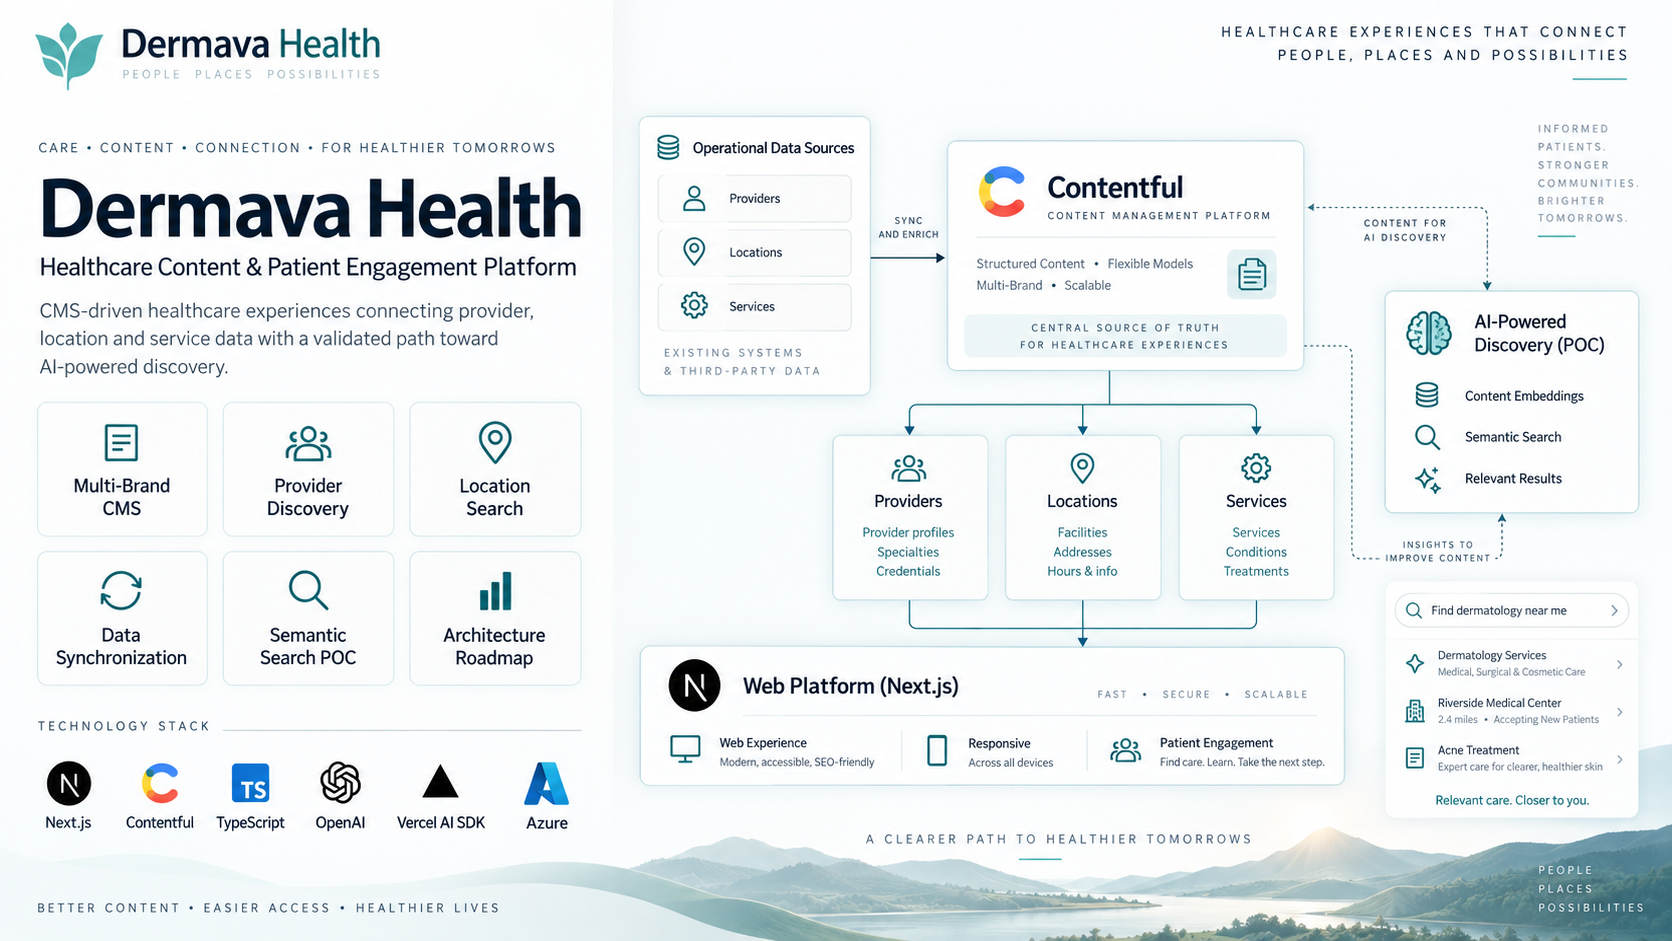 Dermava Health
PEOPLE PLACES POSSIBILITIES
HEALTHCARE EXPERIENCES THAT CONNECT
PEOPLE, PLACES AND POSSIBILITIES
CARE • CONTENT • CONNECTION • FOR HEALTHIER TOMORROWS
Dermava Health
Healthcare Content & Patient Engagement Platform
CMS-driven healthcare experiences connecting provider,
location and service data with a validated path toward
AI-powered discovery.
Multi-Brand
CMS
Provider
Discovery
Location
Search
Data
Synchronization
Semantic
Search POC
Architecture
Roadmap
TECHNOLOGY STACK
N
Next.js
Contentful
TS
TypeScript
OpenAI
Vercel AI SDK
Azure
BETTER CONTENT • EASIER ACCESS • HEALTHIER LIVES
Operational Data Sources
Providers
Locations
Services
EXISTING SYSTEMS
& THIRD-PARTY DATA
SYNC
AND ENRICH
Contentful
CONTENT MANAGEMENT PLATFORM
Structured Content • Flexible Models
Multi-Brand • Scalable
CENTRAL SOURCE OF TRUTH
FOR HEALTHCARE EXPERIENCES
CONTENT FOR
AI DISCOVERY
INFORMED
PATIENTS.
STRONGER
COMMUNITIES.
BRIGHTER
TOMORROWS.
AI-Powered
Discovery (POC)
Content Embeddings
Semantic Search
Relevant Results
INSIGHTS TO
IMPROVE CONTENT
Providers
Provider profiles
Specialties
Credentials
Locations
Facilities
Addresses
Hours & info
Services
Services
Conditions
Treatments
N
Web Platform (Next.js)
FAST • SECURE • SCALABLE
Web Experience
Modern, accessible, SEO-friendly
Responsive
Across all devices
Patient Engagement
Find care. Learn. Take the next step.
Find dermatology near me
Dermatology Services
Medical, Surgical & Cosmetic Care
Riverside Medical Center
2.4 miles • Accepting New Patients
Acne Treatment
Expert care for clearer, healthier skin
Relevant care. Closer to you.
A CLEARER PATH TO HEALTHIER TOMORROWS
PEOPLE
PLACES
POSSIBILITIES